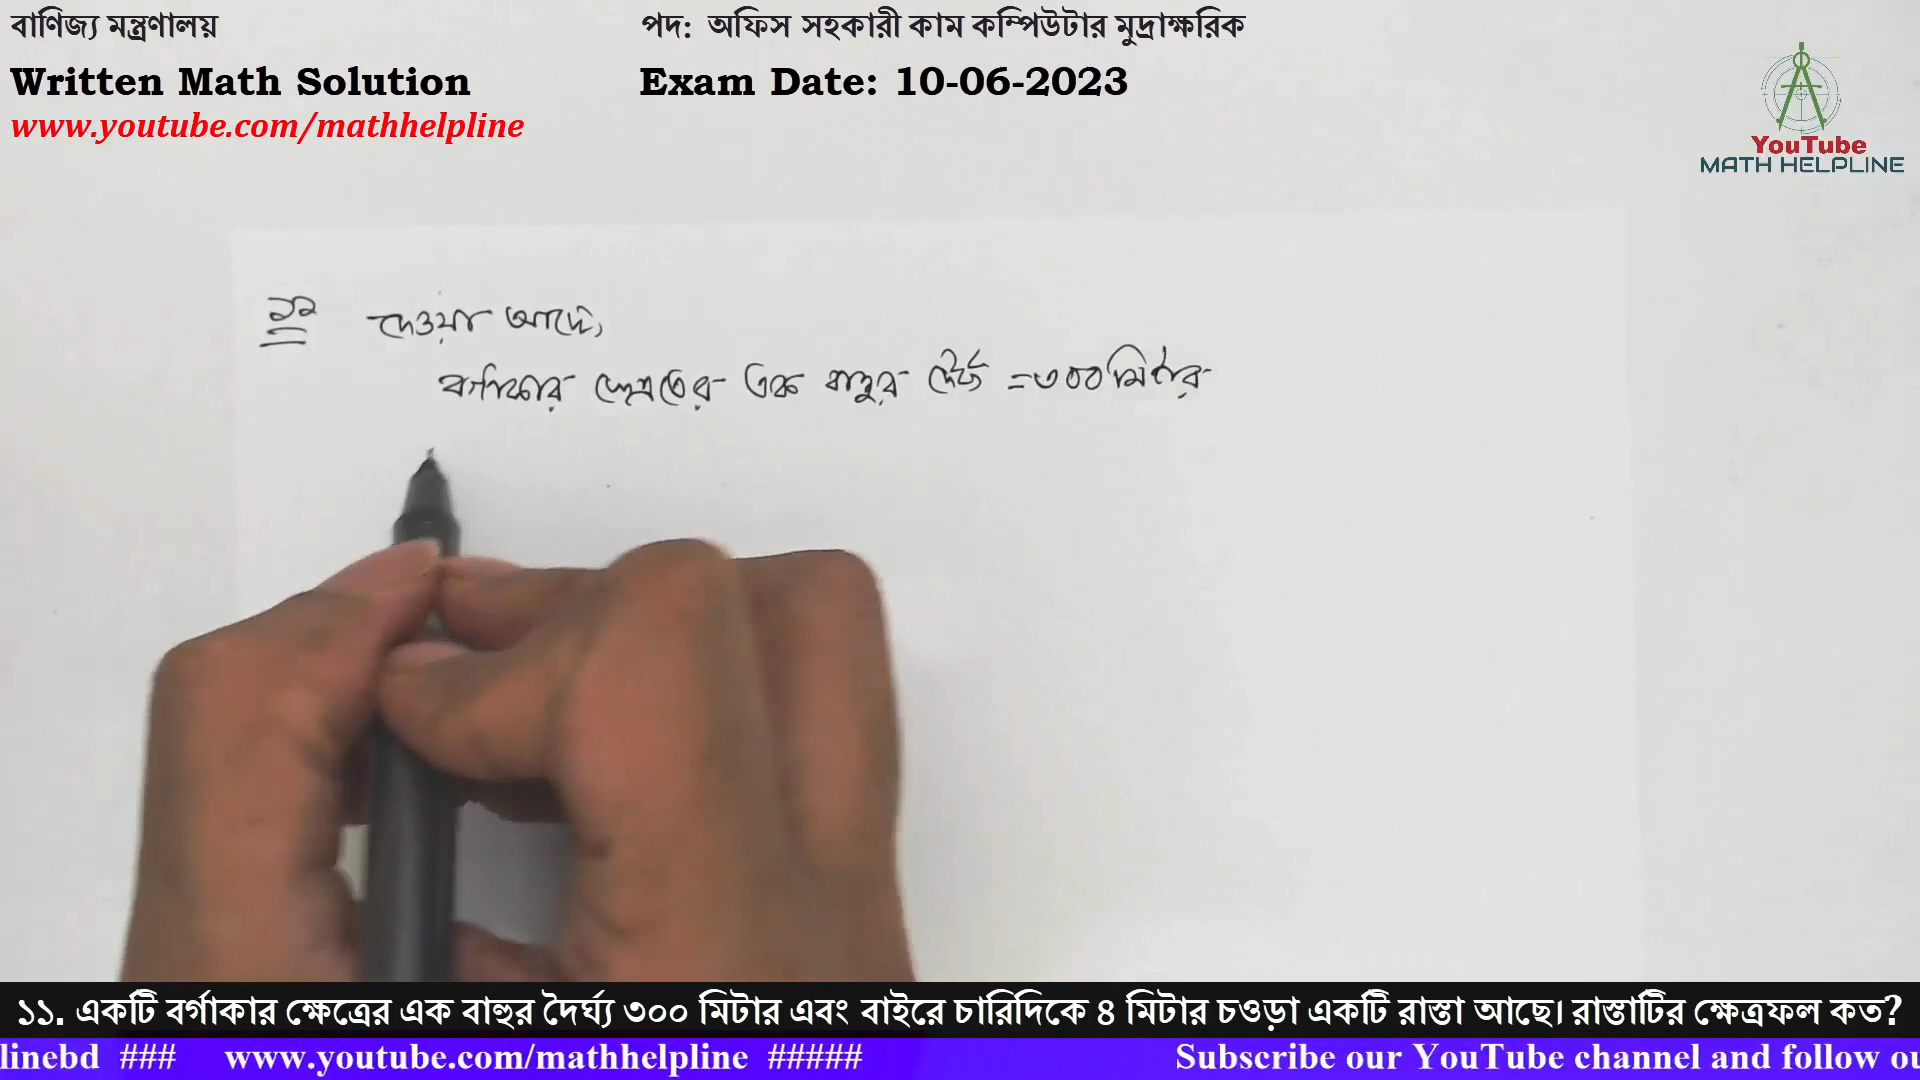 বাণিজ্য মন্ত্রণালয়
পদ: অফিস সহকারী কাম কম্পিউটার মুদ্রাক্ষরিক
Written Math Solution
Exam Date: 10-06-2023
www.youtube.com/mathhelpline
YouTube
MATH HELPLINE
১১ দেওয়া আছে,
বর্গাকার ক্ষেত্রের এক বাহুর দৈর্ঘ্য = ৩০০ মিটার
১১. একটি বর্গাকার ক্ষেত্রের এক বাহুর দৈর্ঘ্য ৩০০ মিটার এবং বাইরে চারিদিকে ৪ মিটার চওড়া একটি রাস্তা আছে। রাস্তাটির ক্ষেত্রফল কত?
linebd ### www.youtube.com/mathhelpline ##### Subscribe our YouTube channel and follow ou